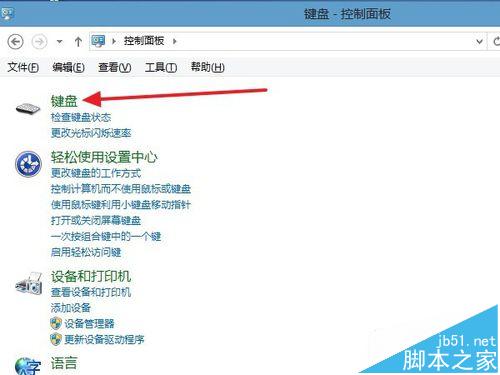 键盘 - 控制面板
控制面板
文件(F) 编辑(E) 查看(V) 工具(T) 帮助(H)
键盘
检查键盘状态
更改光标闪烁速率
轻松使用设置中心
更改键盘的工作方式
控制计算机而不使用鼠标或键盘
使用鼠标键利用小键盘移动指针
打开或关闭屏幕键盘
一次按组合键中的一个键
启用轻松访问键
设备和打印机
查看设备和打印机
添加设备
设备管理器
更新设备驱动程序
语言
jb51.net
脚本之家